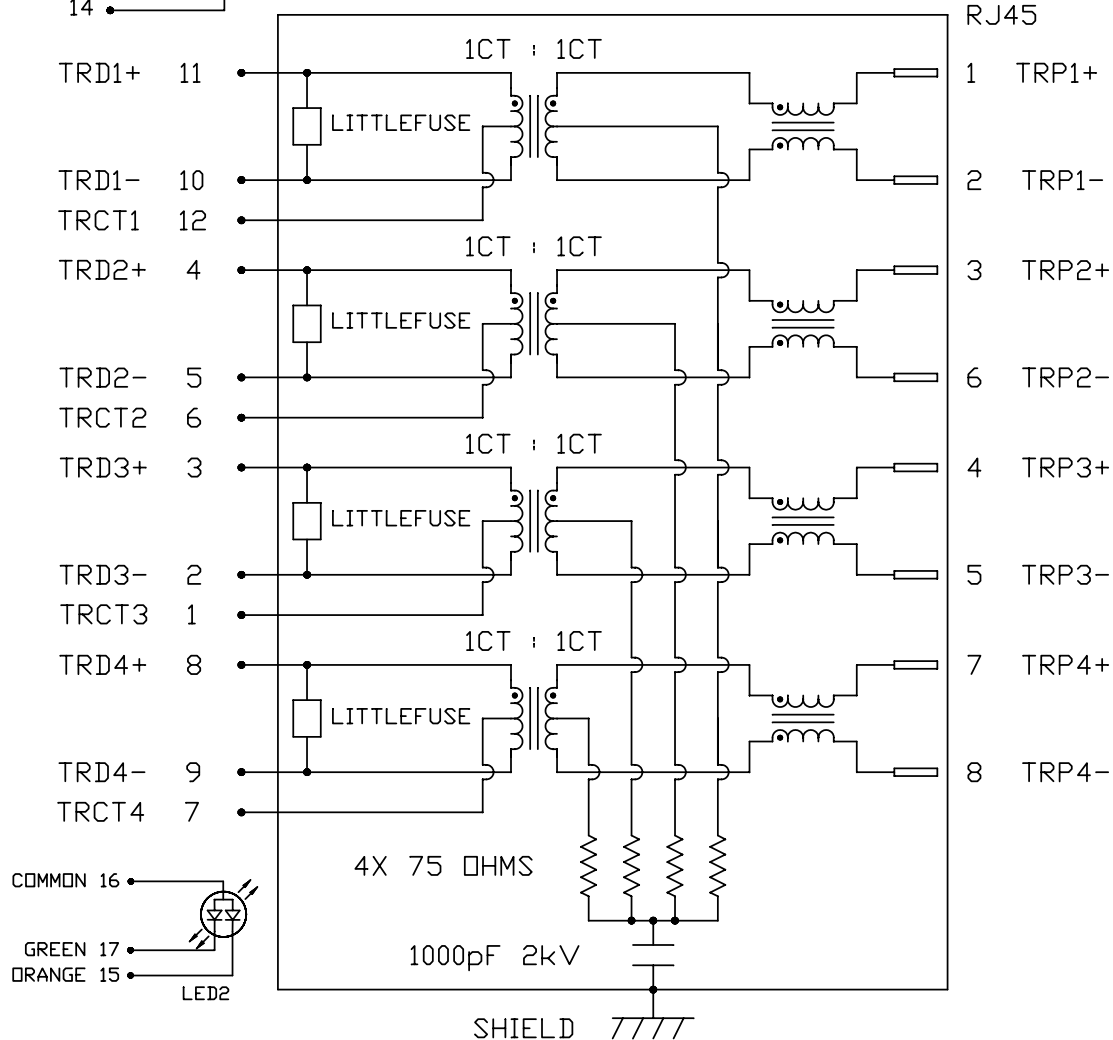 14
RJ45
1CT : 1CT
TRD1+ 11
1 TRP1+
LITTLEFUSE
TRD1- 10
2 TRP1-
TRCT1 12
1CT : 1CT
TRD2+ 4
3 TRP2+
LITTLEFUSE
TRD2- 5
6 TRP2-
TRCT2 6
1CT : 1CT
TRD3+ 3
4 TRP3+
LITTLEFUSE
TRD3- 2
5 TRP3-
TRCT3 1
1CT : 1CT
TRD4+ 8
7 TRP4+
LITTLEFUSE
TRD4- 9
8 TRP4-
TRCT4 7
4X 75 OHMS
COMMON 16
GREEN 17
1000pF 2kV
ORANGE 15
LED2
SHIELD